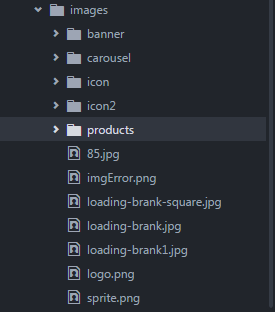 images
banner
carousel
icon
icon2
products
85.jpg
imgError.png
loading-brank-square.jpg
loading-brank.jpg
loading-brank1.jpg
logo.png
sprite.png